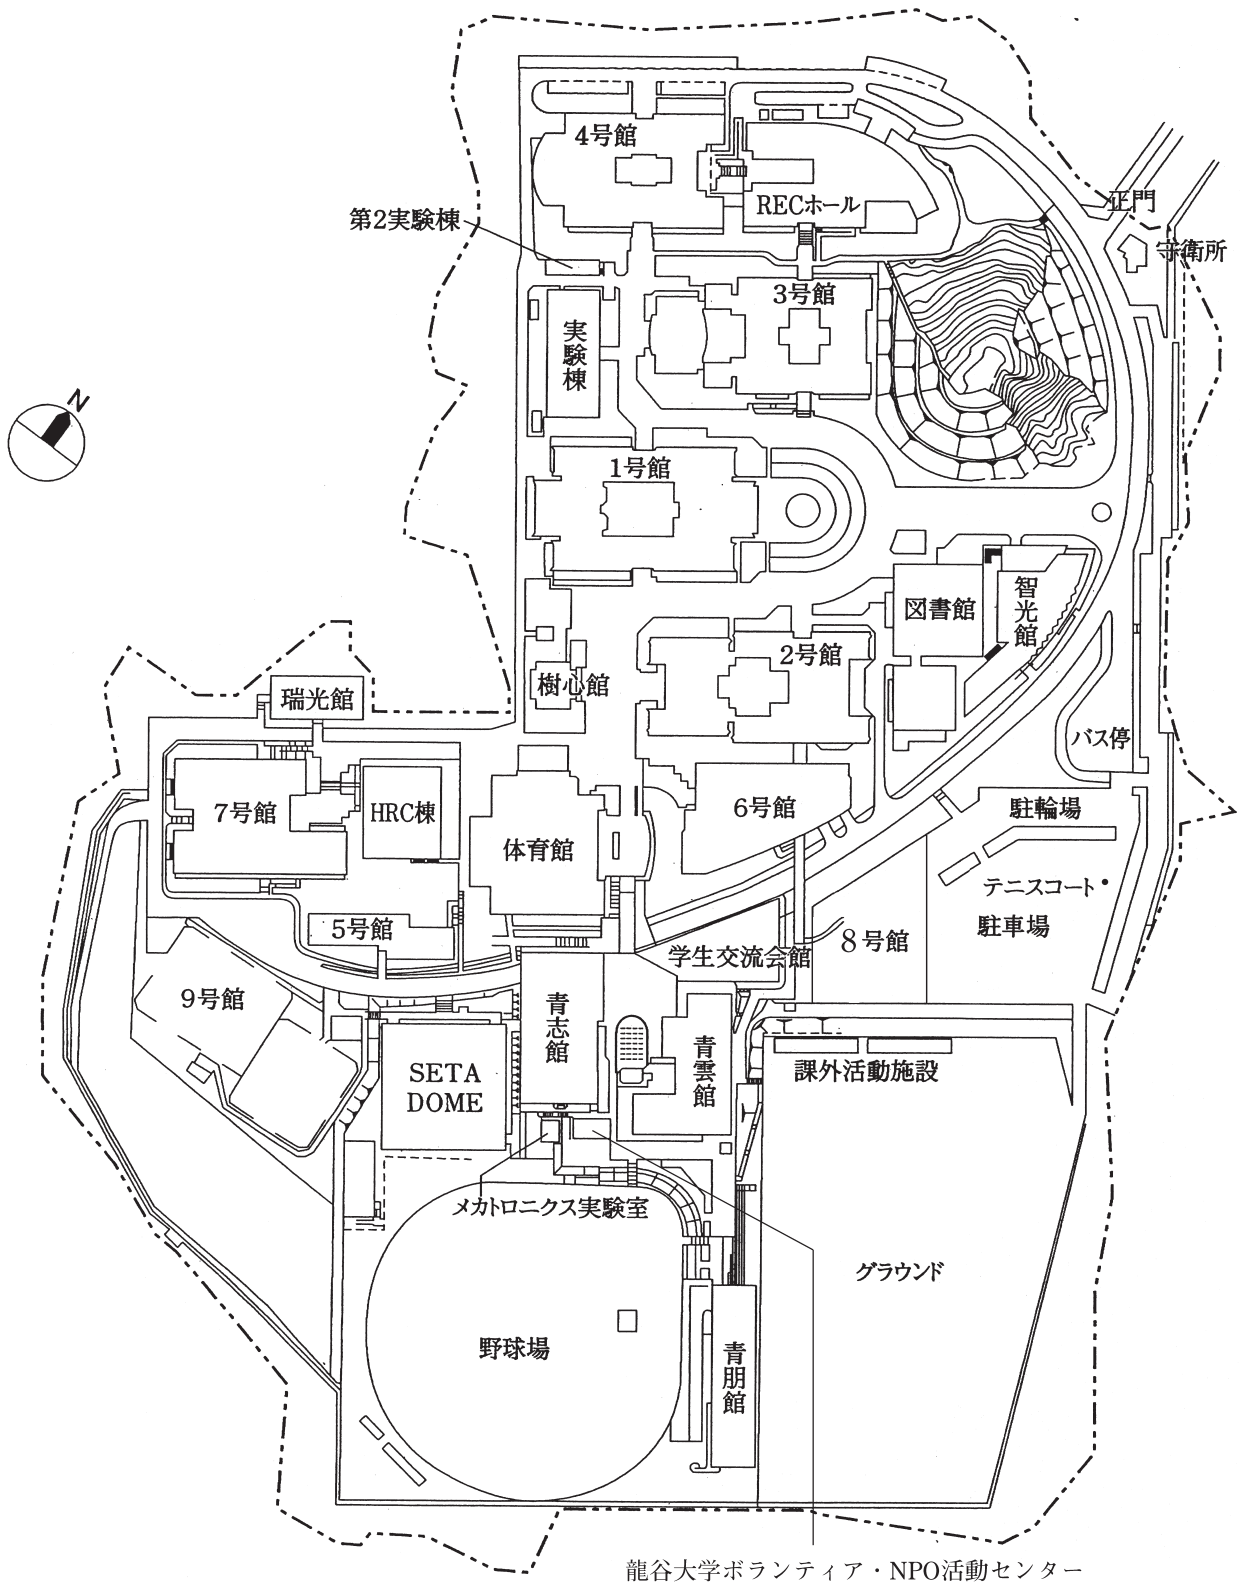 4号館
第2実験棟
RECホール
正門
守衛所
3号館
実験棟
N
1号館
図書館
智光館
2号館
樹心館
瑞光館
バス停
7号館
HRC棟
6号館
駐輪場
体育館
テニスコート
駐車場
5号館
学生交流会館
8号館
9号館
青志館
青雲館
SETA
DOME
課外活動施設
メカトロニクス実験室
グラウンド
野球場
青朋館
龍谷大学ボランティア・NPO活動センター